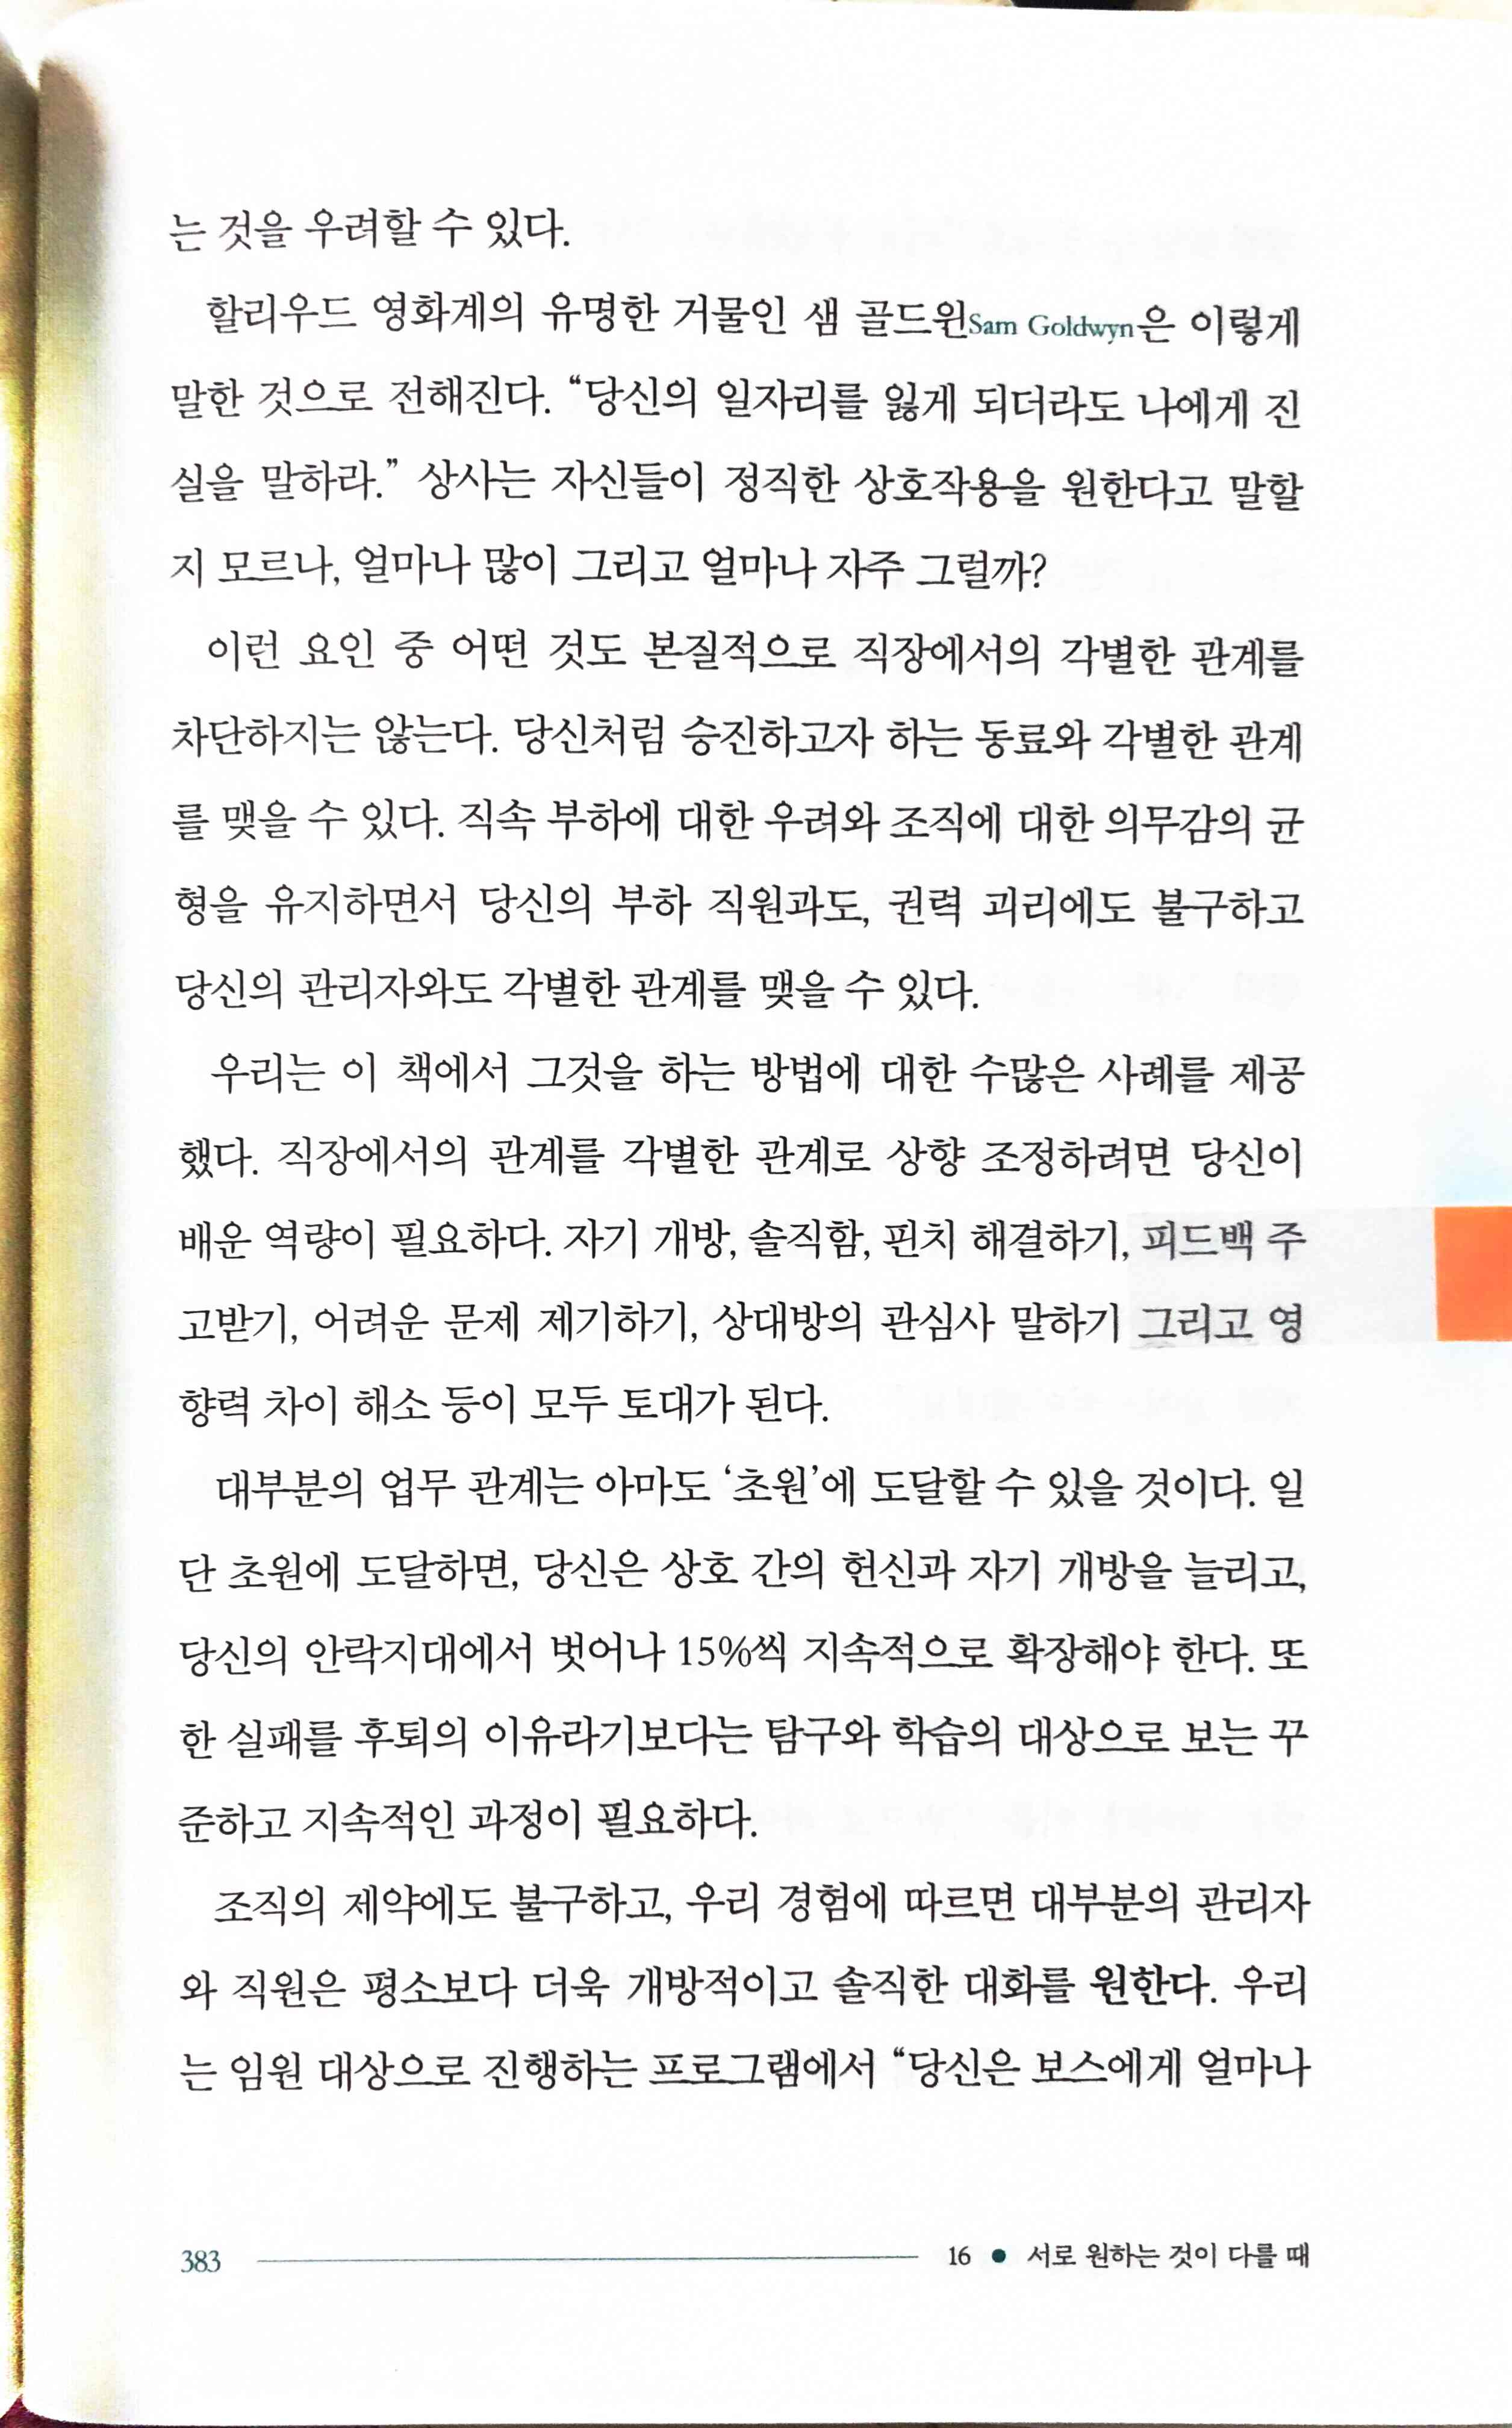 는 것을 우려할 수 있다.
할리우드 영화계의 유명한 거물인 샘 골드윈Sam Goldwyn은 이렇게
말한 것으로 전해진다. “당신의 일자리를 잃게 되더라도 나에게 진
실을 말하라.” 상사는 자신들이 정직한 상호작용을 원한다고 말할
지 모르나, 얼마나 많이 그리고 얼마나 자주 그럴까?
이런 요인 중 어떤 것도 본질적으로 직장에서의 각별한 관계를
차단하지는 않는다. 당신처럼 승진하고자 하는 동료와 각별한 관계
를 맺을 수 있다. 직속 부하에 대한 우려와 조직에 대한 의무감의 균
형을 유지하면서 당신의 부하 직원과도, 권력 괴리에도 불구하고
당신의 관리자와도 각별한 관계를 맺을 수 있다.
우리는 이 책에서 그것을 하는 방법에 대한 수많은 사례를 제공
했다. 직장에서의 관계를 각별한 관계로 상향 조정하려면 당신이
배운 역량이 필요하다. 자기 개방, 솔직함, 핀치 해결하기, 피드백 주
고받기, 어려운 문제 제기하기, 상대방의 관심사 말하기 그리고 영
향력 차이 해소 등이 모두 토대가 된다.
대부분의 업무 관계는 아마도 ‘초원’에 도달할 수 있을 것이다. 일
단 초원에 도달하면, 당신은 상호 간의 헌신과 자기 개방을 늘리고,
당신의 안락지대에서 벗어나 15%씩 지속적으로 확장해야 한다. 또
한 실패를 후퇴의 이유라기보다는 탐구와 학습의 대상으로 보는 꾸
준하고 지속적인 과정이 필요하다.
조직의 제약에도 불구하고, 우리 경험에 따르면 대부분의 관리자
와 직원은 평소보다 더욱 개방적이고 솔직한 대화를 원한다. 우리
는 임원 대상으로 진행하는 프로그램에서 “당신은 보스에게 얼마나
383 16 ● 서로 원하는 것이 다를 때